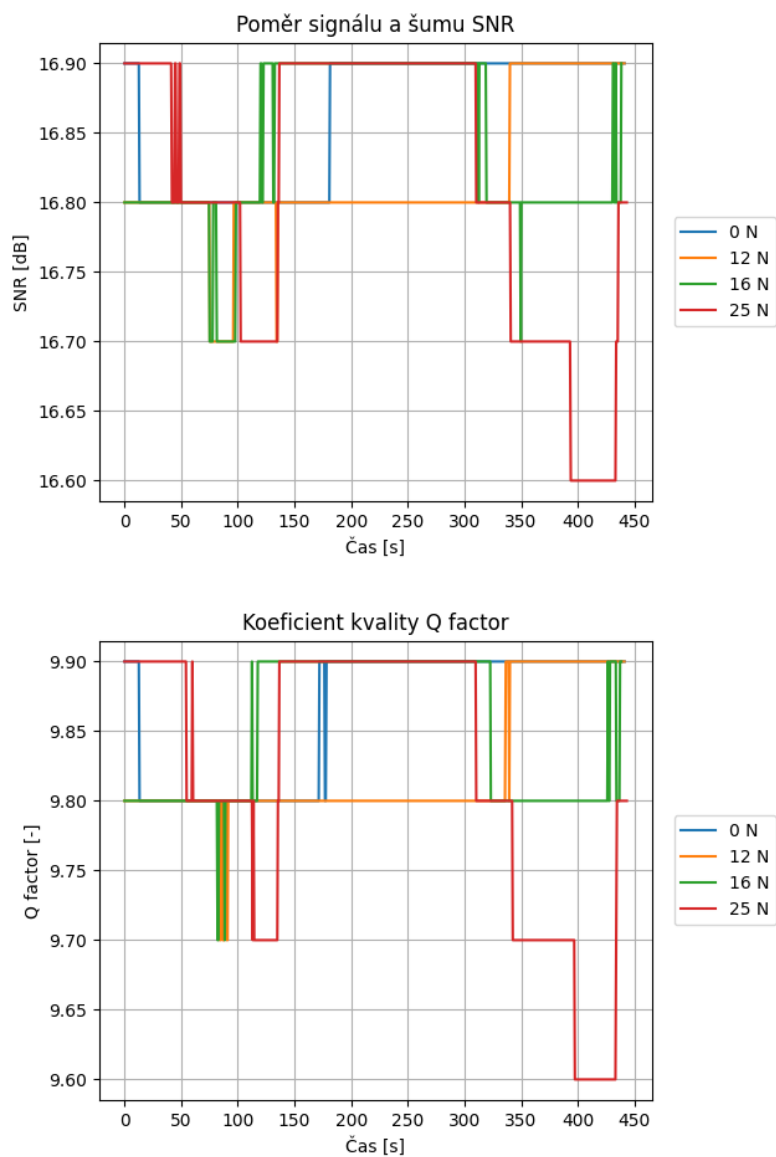 Poměr signálu a šumu SNR
16.90
16.85
16.80
16.75
16.70
16.65
16.60
SNR [dB]
0 50 100 150 200 250 300 350 400 450
Čas [s]
0 N
12 N
16 N
25 N
Koeficient kvality Q factor
9.90
9.85
9.80
9.75
9.70
9.65
9.60
Q factor [-]
0 50 100 150 200 250 300 350 400 450
Čas [s]
0 N
12 N
16 N
25 N